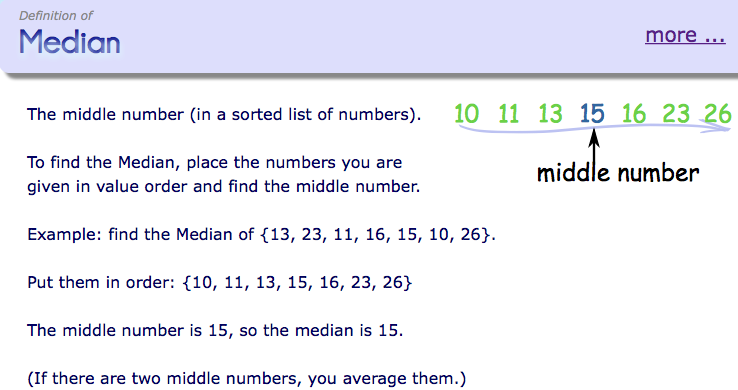 Definition of
Median
more ...
The middle number (in a sorted list of numbers).
10 11 13 15 16 23 26
middle number
To find the Median, place the numbers you are
given in value order and find the middle number.
Example: find the Median of {13, 23, 11, 16, 15, 10, 26}.
Put them in order: {10, 11, 13, 15, 16, 23, 26}
The middle number is 15, so the median is 15.
(If there are two middle numbers, you average them.)